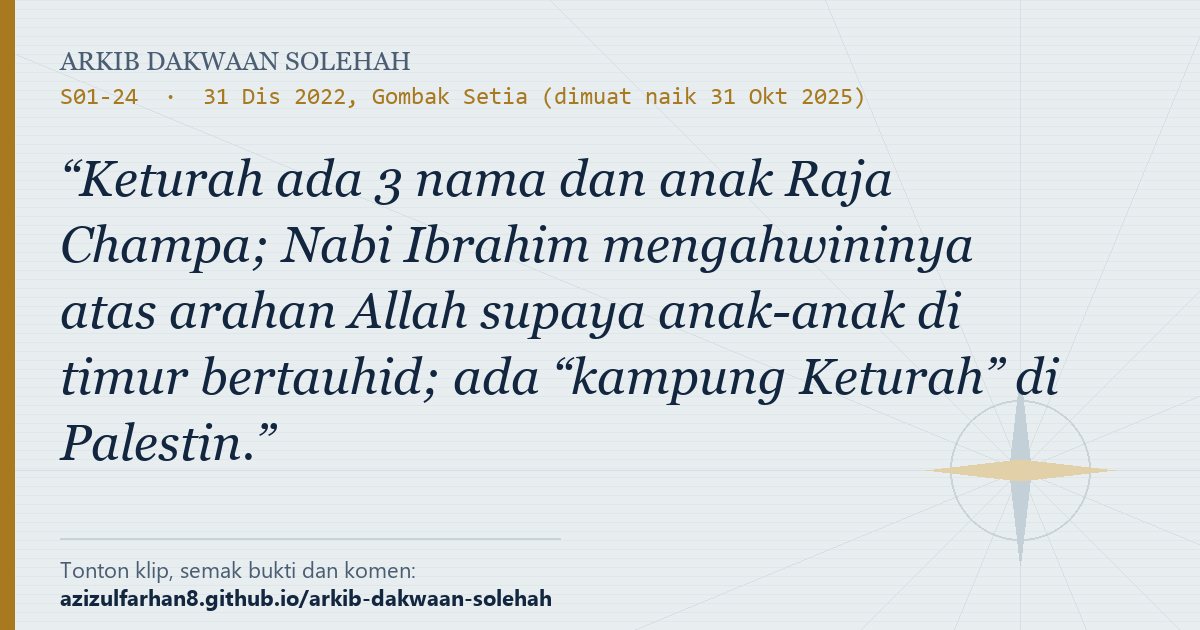 ARKIB DAKWAAN SOLEHAH
S01-24 · 31 Dis 2022, Gombak Setia (dimuat naik 31 Okt 2025)
“Keturah ada 3 nama dan anak Raja
Champa; Nabi Ibrahim mengahwininya
atas arahan Allah supaya anak-anak di
timur bertauhid; ada “kampung Keturah” di
Palestin.”
Tonton klip, semak bukti dan komen:
azizulfarhan8.github.io/arkib-dakwaan-solehah